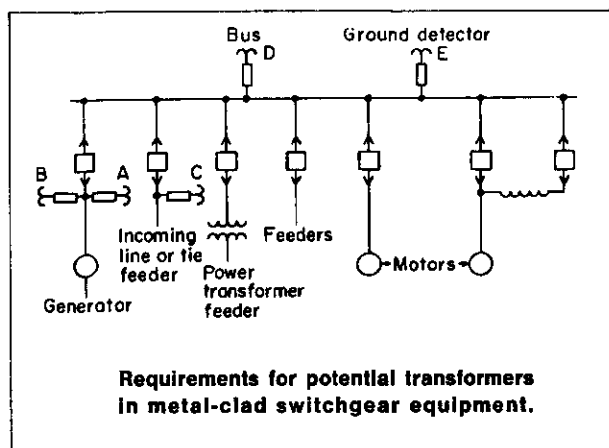 Bus
D
Ground detector
E
B
A
C
Incoming
line or tie
feeder
Feeders
Motors
Power
transformer
feeder
Generator
Requirements for potential transformers
in metal-clad switchgear equipment.